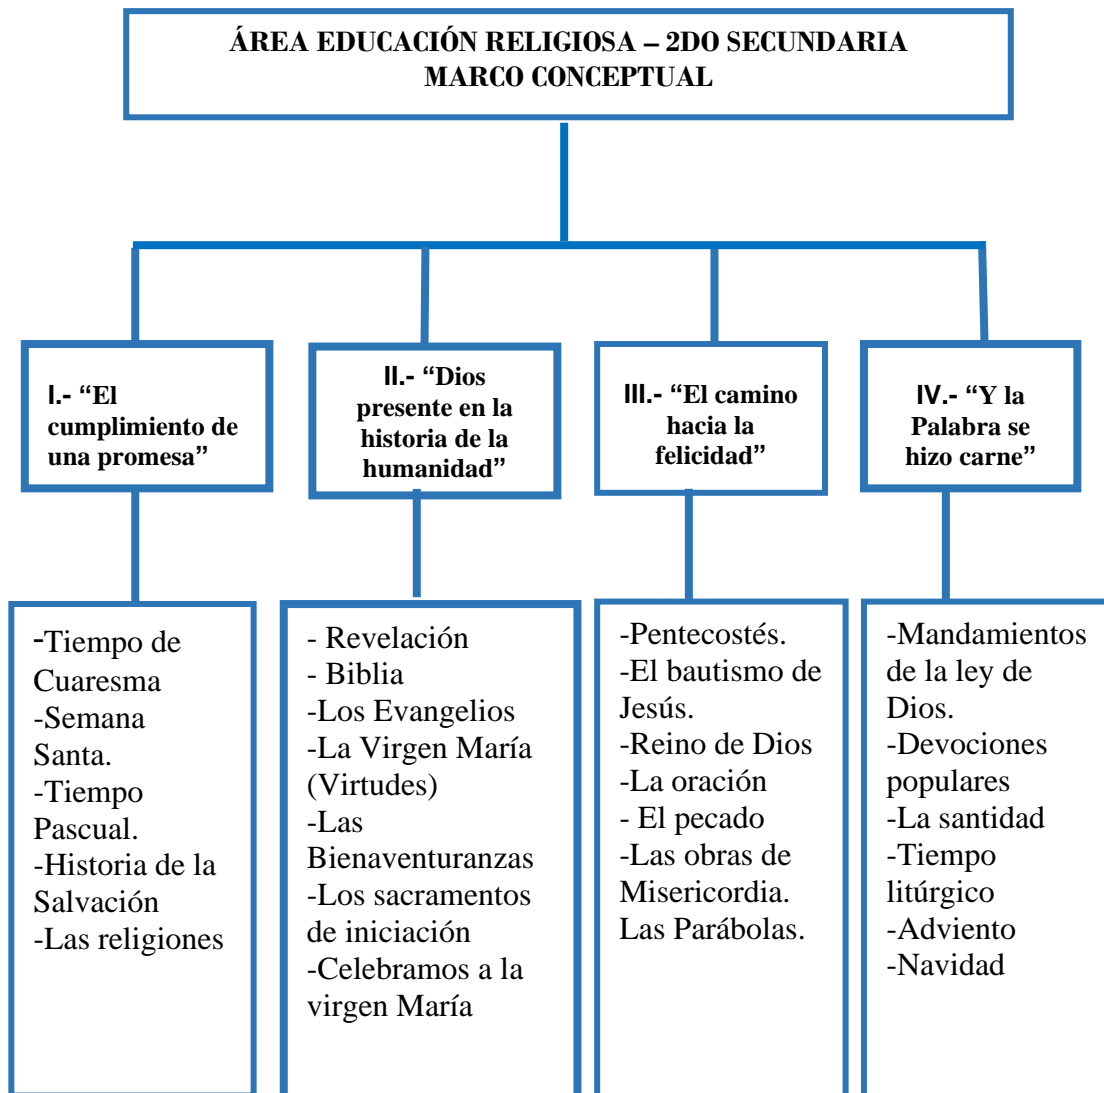 ÁREA EDUCACIÓN RELIGIOSA – 2DO SECUNDARIA
MARCO CONCEPTUAL
I.- “El
cumplimiento de
una promesa”
II.- “Dios
presente en la
historia de la
humanidad”
III.- “El camino
hacia la
felicidad”
IV.- “Y la
Palabra se
hizo carne”
-Tiempo de
Cuaresma
-Semana
Santa.
-Tiempo
Pascual.
-Historia de la
Salvación
-Las religiones
- Revelación
- Biblia
-Los Evangelios
-La Virgen María
(Virtudes)
-Las
Bienaventuranzas
-Los sacramentos
de iniciación
-Celebramos a la
virgen María
-Pentecostés.
-El bautismo de
Jesús.
-Reino de Dios
-La oración
- El pecado
-Las obras de
Misericordia.
Las Parábolas.
-Mandamientos
de la ley de
Dios.
-Devociones
populares
-La santidad
-Tiempo
litúrgico
-Adviento
-Navidad